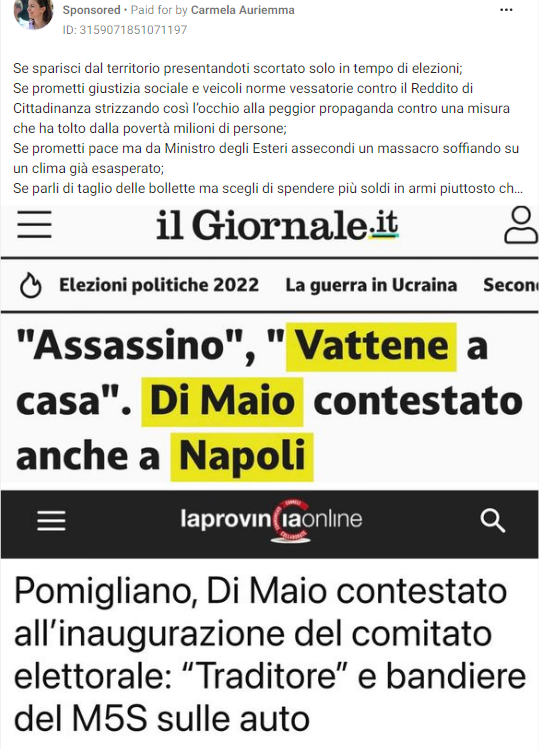 Sponsored • Paid for by Carmela Auriemma
ID: 3159071851071197
Se sparisci dal territorio presentandoti scortato solo in tempo di elezioni;
Se prometti giustizia sociale e veicoli norme vessatorie contro il Reddito di
Cittadinanza strizzando così l'occhio alla peggior propaganda contro una misura
che ha tolto dalla povertà milioni di persone;
Se prometti pace ma da Ministro degli Esteri assecondi un massacro soffiando su
un clima già esasperato;
Se parli di taglio delle bollette ma scegli di spendere più soldi in armi piuttosto ch...
il Giornale.it
Elezioni politiche 2022 La guerra in Ucraina Secon
"Assassino", "Vattene a
casa". Di Maio contestato
anche a Napoli
laprovinciaonline
Pomigliano, Di Maio contestato
all'inaugurazione del comitato
elettorale: "Traditore" e bandiere
del M5S sulle auto